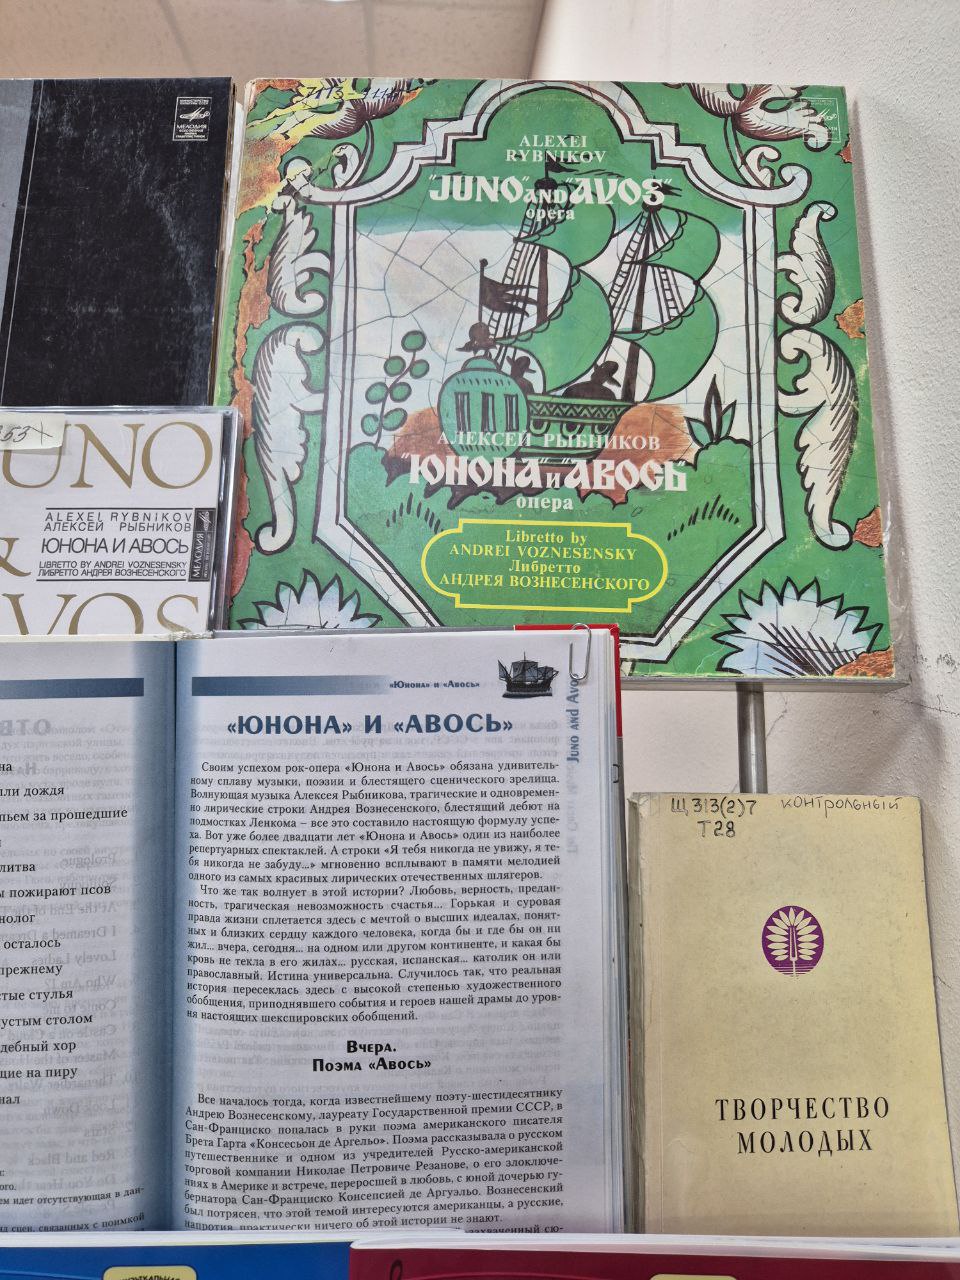 МЕЛОДИЯ
7113-111
ALEXEI
RYBNIKOV
"JUNO" AND "AVOS"
opera
АЛЕКСЕЙ РЫБНИКОВ
"ЮНОНА" и "АВОСЬ"
опера
Libretto by
ANDREI VOZNESENSKY
Либретто
АНДРЕЯ ВОЗНЕСЕНСКОГО
UNO
ALEXEI RYBNIKOV
АЛЕКСЕЙ РЫБНИКОВ
ЮНОНА И АВОСЬ
LIBRETTO BY ANDREI VOZNESENSKY
ЛИБРЕТТО АНДРЕЯ ВОЗНЕСЕНСКОГО
МЕЛОДИЯ
&
VOS
на
ли дождя
пьем за прошедшие
литва
ы пожирают псов
нолог
осталось
прежнему
стые стулья
устым столом
дебный хор
щие на пиру
нал
ем идет отсутствующая в дан-
«Юнона» и «Авось»
Juno and Avos
«ЮНОНА» И «АВОСЬ»
Своим успехом рок-опера «Юнона и Авось» обязана удивитель-
ному сплаву музыки, поэзии и блестящего сценического зрелища.
Волнующая музыка Алексея Рыбникова, трагические и одновремен-
но лирические строки Андрея Вознесенского, блестящий дебют на
подмостках Ленкома – все это составило настоящую формулу успе-
ха. Вот уже более двадцати лет «Юнона и Авось» один из наиболее
репертуарных спектаклей. А строки «Я тебя никогда не увижу, я те-
бя никогда не забуду...» мгновенно всплывают в памяти мелодией
одного из самых красивых лирических отечественных шлягеров.
Что же так волнует в этой истории? Любовь, верность, предан-
ность, трагическая невозможность счастья... Горькая и суровая
правда жизни сплетается здесь с мечтой о высших идеалах, понят-
ных и близких сердцу каждого человека, когда бы и где бы он ни
жил... вчера, сегодня... на одном или другом континенте, и какая бы
кровь не текла в его жилах... русская, испанская... католик он или
православный. Истина универсальна. Случилось так, что реальная
история пересеклась здесь с высокой степенью художественного
обобщения, приподнявшего события и героев нашей драмы до уров-
ня настоящих шекспировских обобщений.
Вчера.
Поэма «Авось»
Все началось тогда, когда известнейшему поэту-шестидесятнику
Андрею Вознесенскому, лауреату Государственной премии СССР, в
Сан-Франциско попалась в руки поэма американского писателя
Брета Гарта «Консесьон де Аргельо». Поэма рассказывала о русском
путешественнике и одном из учредителей Русско-американской
торговой компании Николае Петровиче Резанове, о его злоключе-
ниях в Америке и встрече, переросшей в любовь, с юной дочерью гу-
бернатора Сан-Франциско Консепсией де Аргуэльо. Вознесенский
был потрясен, что этой темой интересуются американцы, а русские,
напротив, практически ничего об этой истории не знают.
Щ313(2)7 контрольный
Т28
ТВОРЧЕСТВО
МОЛОДЫХ